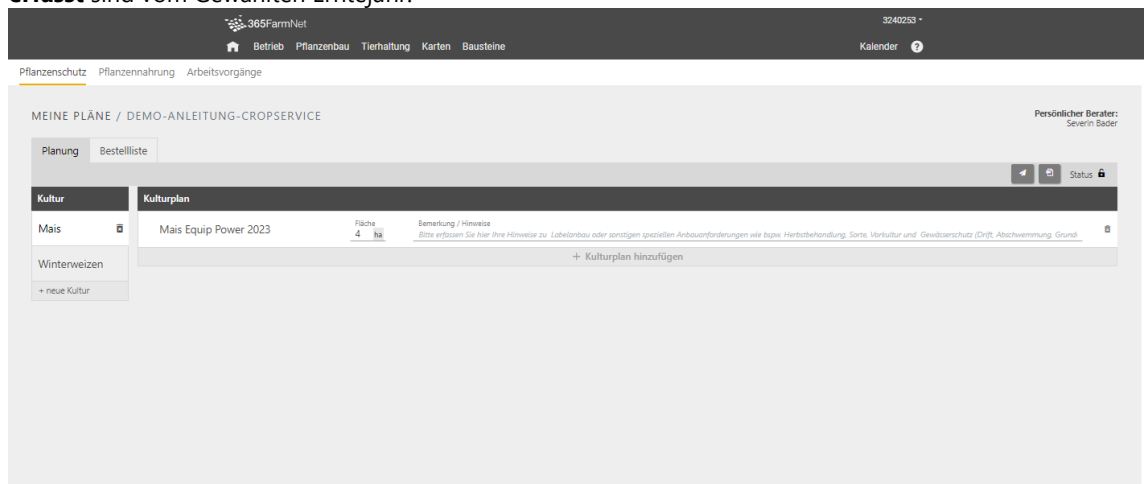 erfasst sind vom Gewählten Erntejahr.
365FarmNet
3240253
Betrieb Pflanzenbau Tierhaltung Karten Bausteine
Kalender ?
Pflanzenschutz Pflanzennahrung Arbeitsvorgänge
MEINE PLÄNE / DEMO-ANLEITUNG-CROPSERVICE
Persönlicher Berater:
Severin Bader
Planung Bestellliste
Status
Kultur Kulturplan
Mais
Mais Equip Power 2023
Fläche
4 ha
Bemerkung / Hinweise
Bitte erfassen Sie hier Ihre Hinweise zu Labelanbau oder sonstigen speziellen Anbauanforderungen wie bspw. Herbstbehandlung, Sorte, Vorkultur und Gewässerschutz (Drift, Abschwemmung, Grund
+ Kulturplan hinzufügen
Winterweizen
+ neue Kultur